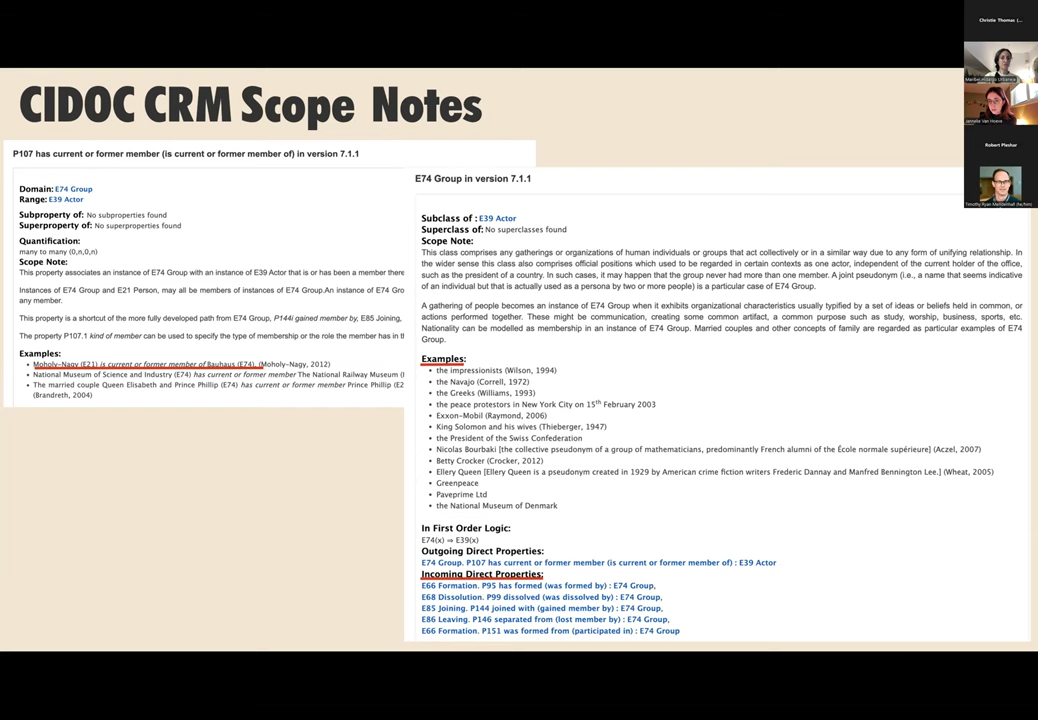 CIDOC CRM Scope Notes
P107 has current or former member (is current or former member of) in version 7.1.1
Domain: E74 Group
Range: E39 Actor
Subproperty of: No subproperties found
Superproperty of: No superproperties found
Quantification:
many to many (0,n,0,n)
Scope Note:
This property associates an instance of E74 Group with an instance of E39 Actor that is or has been a member there
Instances of E74 Group and E21 Person, may all be members of instances of E74 Group.An instance of E74 Gro
any member.
This property is a shortcut of the more fully developed path from E74 Group, P144i gained member by, E85 Joining,
The property P107.1 kind of member can be used to specify the type of membership or the role the member has in th
Examples:
• Moholy-Nagy (E21) is current or former member of Bauhaus (E74). (Moholy-Nagy, 2012)
• National Museum of Science and Industry (E74) has current or former member The National Railway Museum (
• The married couple Queen Elisabeth and Prince Phillip (E74) has current or former member Prince Phillip (E2
(Brandreth, 2004)
E74 Group in version 7.1.1
Subclass of : E39 Actor
Superclass of: No superclasses found
Scope Note:
This class comprises any gatherings or organizations of human individuals or groups that act collectively or in a similar way due to any form of unifying relationship. In
the wider sense this class also comprises official positions which used to be regarded in certain contexts as one actor, independent of the current holder of the office,
such as the president of a country. In such cases, it may happen that the group never had more than one member. A joint pseudonym (i.e., a name that seems indicative
of an individual but that is actually used as a persona by two or more people) is a particular case of E74 Group.
A gathering of people becomes an instance of E74 Group when it exhibits organizational characteristics usually typified by a set of ideas or beliefs held in common, or
actions performed together. These might be communication, creating some common artifact, a common purpose such as study, worship, business, sports, etc.
Nationality can be modelled as membership in an instance of E74 Group. Married couples and other concepts of family are regarded as particular examples of E74
Group.
Examples:
• the impressionists (Wilson, 1994)
• the Navajo (Correll, 1972)
• the Greeks (Williams, 1993)
• the peace protestors in New York City on 15th February 2003
• Exxon-Mobil (Raymond, 2006)
• King Solomon and his wives (Thieberger, 1947)
• the President of the Swiss Confederation
• Nicolas Bourbaki [the collective pseudonym of a group of mathematicians, predominantly French alumni of the École normale supérieure] (Aczel, 2007)
• Betty Crocker (Crocker, 2012)
• Ellery Queen [Ellery Queen is a pseudonym created in 1929 by American crime fiction writers Frederic Dannay and Manfred Bennington Lee.] (Wheat, 2005)
• Greenpeace
• Paveprime Ltd
• the National Museum of Denmark
In First Order Logic:
E74(x) ⇒ E39(x)
Outgoing Direct Properties:
E74 Group. P107 has current or former member (is current or former member of) : E39 Actor
Incoming Direct Properties:
E66 Formation. P95 has formed (was formed by) : E74 Group,
E68 Dissolution. P99 dissolved (was dissolved by) : E74 Group,
E85 Joining. P144 joined with (gained member by) : E74 Group,
E86 Leaving. P146 separated from (lost member by) : E74 Group,
E66 Formation. P151 was formed from (participated in) : E74 Group
Christie Thomas (...
Maribel Hidalgo Urbaneja
Janneke Van Hoeve
Robert Pleshar
Timothy Ryan Mendenhall (he/him)